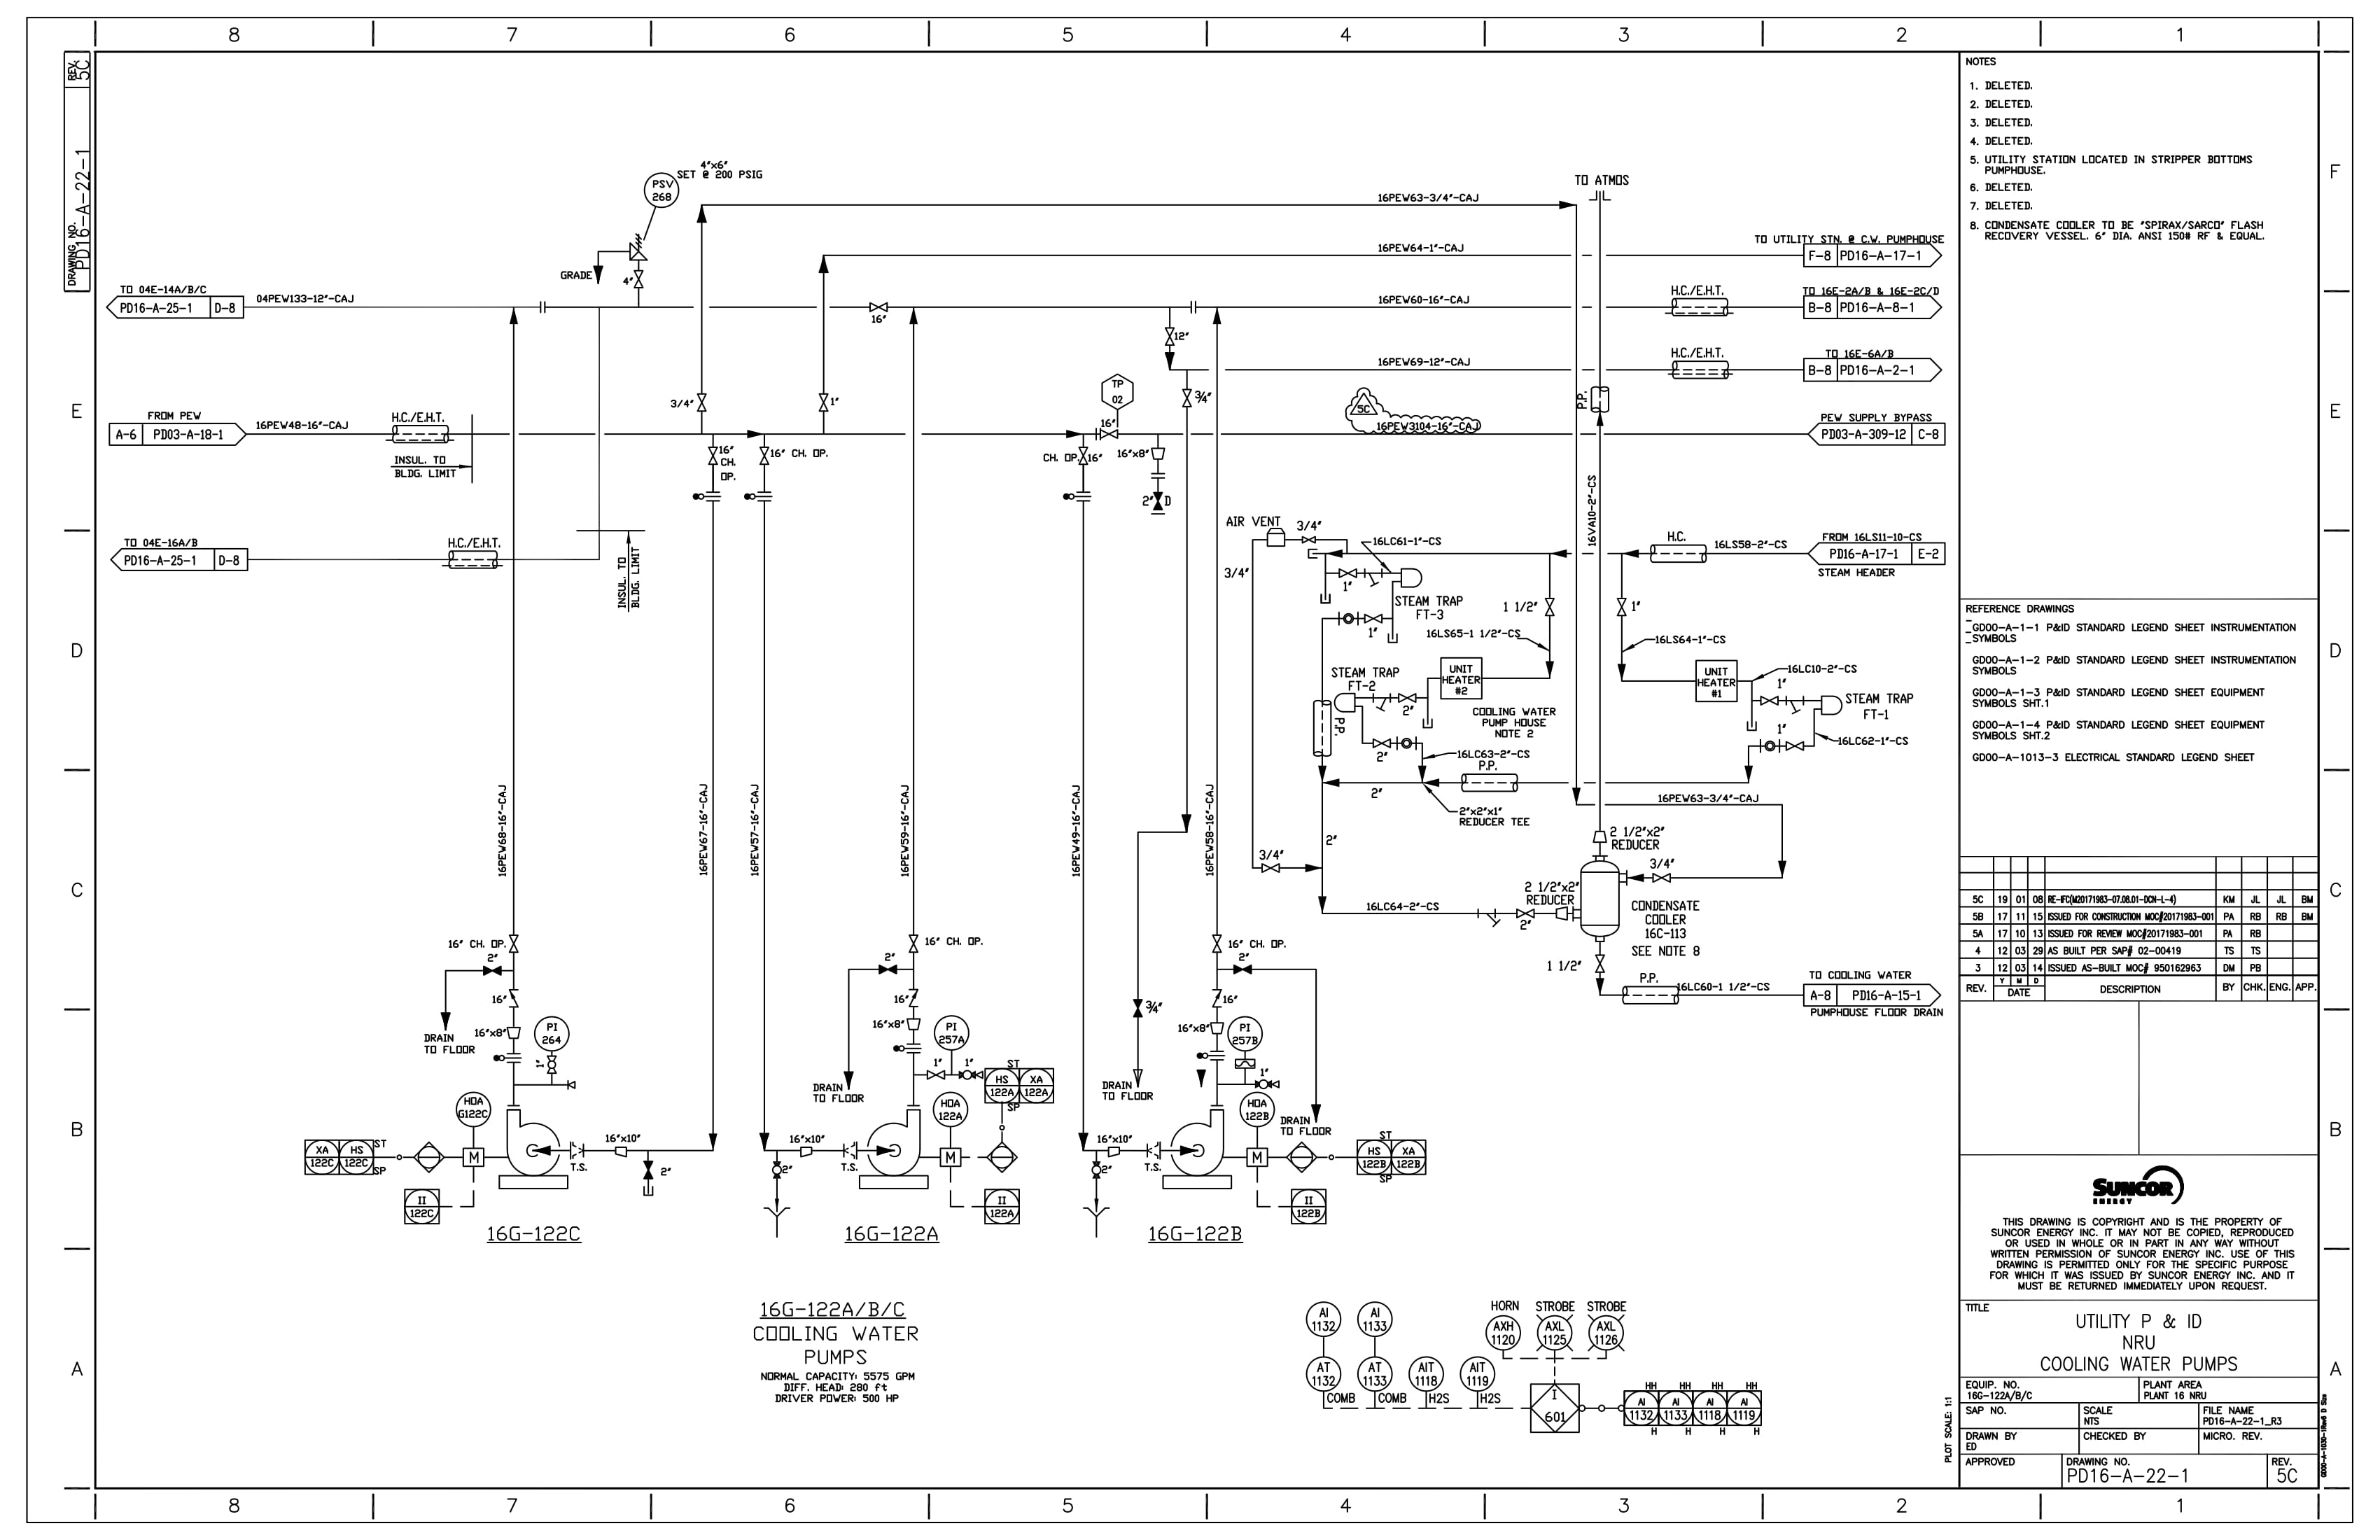 8 7 6 5 4 3 2 1
REV. 5C
DRAWING NO. PD16-A-22-1
F
E
D
C
B
A
4"x6"
SET @ 200 PSIG
PSV
268
GRADE
4"
TO ATMOS
16PEW63-3/4"-CAJ
16PEW64-1"-CAJ
TO UTILITY STN. @ C.W. PUMPHOUSE
F-8 PD16-A-17-1
TO 04E-14A/B/C
PD16-A-25-1 D-8
04PEW133-12"-CAJ
16"
16PEW60-16"-CAJ
H.C./E.H.T.
TO 16E-2A/B & 16E-2C/D
B-8 PD16-A-8-1
12"
16PEW69-12"-CAJ
H.C./E.H.T.
TO 16E-6A/B
B-8 PD16-A-2-1
3/4"
1"
TP
02
16"
3/4"
P.P.
5C
16PEW3104-16"-CAJ
PEW SUPPLY BYPASS
PD03-A-309-12 C-8
FROM PEW
A-6 PD03-A-18-1
16PEW48-16"-CAJ
H.C./E.H.T.
INSUL. TO
BLDG. LIMIT
16"
CH.
OP.
16" CH. OP.
CH. OP. 16"
16"x8"
2" D
16VA10-2"-CS
TO 04E-16A/B
PD16-A-25-1 D-8
H.C./E.H.T.
INSUL. TO
BLDG. LIMIT
AIR VENT
3/4"
3/4"
16LC61-1"-CS
H.C.
16LS58-2"-CS
FROM 16LS11-10-CS
PD16-A-17-1 E-2
STEAM HEADER
1"
STEAM TRAP
FT-3
1"
1 1/2"
16LS65-1 1/2"-CS
1"
16LS64-1"-CS
STEAM TRAP
FT-2
P.P.
2"
UNIT
HEATER
#2
UNIT
HEATER
#1
16LC10-2"-CS
1"
STEAM TRAP
FT-1
1"
16LC62-1"-CS
COOLING WATER
PUMP HOUSE
NOTE 2
2"
16LC63-2"-CS
P.P.
2"
2"x2"x1"
REDUCER TEE
16PEW63-3/4"-CAJ
2"
2 1/2"x2"
REDUCER
3/4"
3/4"
2 1/2"x2"
REDUCER
16LC64-2"-CS
2"
CONDENSATE
COOLER
16C-113
SEE NOTE 8
1 1/2"
P.P.
16LC60-1 1/2"-CS
TO COOLING WATER
A-8 PD16-A-15-1
PUMPHOUSE FLOOR DRAIN
16PEW68-16"-CAJ
16PEW67-16"-CAJ
16PEW57-16"-CAJ
16PEW59-16"-CAJ
16PEW49-16"-CAJ
16PEW58-16"-CAJ
16" CH. OP.
2"
16"
DRAIN
TO FLOOR
16"x8"
PI
264
1"
HOA
G122C
XA
122C
HS
122C
ST
SP
M
T.S.
16"x10"
2"
II
122C
16G-122C
16" CH. OP.
2"
16"
16"x8"
PI
257A
1" 1"
DRAIN
TO FLOOR
HOA
122A
ST
HS
122A
XA
122A
SP
16"x10"
2"
T.S.
M
II
122A
16G-122A
16" CH. OP.
2"
16"
3/4"
16"x8"
PI
257B
1"
DRAIN
TO FLOOR
HOA
122B
DRAIN
TO FLOOR
ST
HS
122B
XA
122B
SP
16"x10"
2"
T.S.
M
II
122B
16G-122B
16G-122A/B/C
COOLING WATER
PUMPS
NORMAL CAPACITY: 5575 GPM
DIFF. HEAD: 280 ft
DRIVER POWER: 500 HP
AI
1132
AI
1133
HORN STROBE STROBE
AXH
1120
AXL
1125
AXL
1126
AT
1132
AT
1133
AIT
1118
AIT
1119
COMB COMB H2S H2S
I
601
HH HH HH HH
AI
1132
AI
1133
AI
1118
AI
1119
H H H H
NOTES
1. DELETED.
2. DELETED.
3. DELETED.
4. DELETED.
5. UTILITY STATION LOCATED IN STRIPPER BOTTOMS
PUMPHOUSE.
6. DELETED.
7. DELETED.
8. CONDENSATE COOLER TO BE "SPIRAX/SARCO" FLASH
RECOVERY VESSEL. 6" DIA. ANSI 150# RF & EQUAL.
REFERENCE DRAWINGS
GD00-A-1-1 P&ID STANDARD LEGEND SHEET INSTRUMENTATION
SYMBOLS
GD00-A-1-2 P&ID STANDARD LEGEND SHEET INSTRUMENTATION
SYMBOLS
GD00-A-1-3 P&ID STANDARD LEGEND SHEET EQUIPMENT
SYMBOLS SHT.1
GD00-A-1-4 P&ID STANDARD LEGEND SHEET EQUIPMENT
SYMBOLS SHT.2
GD00-A-1013-3 ELECTRICAL STANDARD LEGEND SHEET
5C 19 01 08 RE-IFC(M20171983-07.08.01-DCN-L-4) KM JL JL BM
5B 17 11 15 ISSUED FOR CONSTRUCTION MOC#20171983-001 PA RB RB BM
5A 17 10 13 ISSUED FOR REVIEW MOC#20171983-001 PA RB
4 12 03 29 AS BUILT PER SAP# 02-00419 TS TS
3 12 03 14 ISSUED AS-BUILT MOC# 950162963 DM PB
REV. Y M D DATE DESCRIPTION BY CHK. ENG. APP.
SUNCOR
ENERGY
THIS DRAWING IS COPYRIGHT AND IS THE PROPERTY OF
SUNCOR ENERGY INC. IT MAY NOT BE COPIED, REPRODUCED
OR USED IN WHOLE OR IN PART IN ANY WAY WITHOUT
WRITTEN PERMISSION OF SUNCOR ENERGY INC. USE OF THIS
DRAWING IS PERMITTED ONLY FOR THE SPECIFIC PURPOSE
FOR WHICH IT WAS ISSUED BY SUNCOR ENERGY INC. AND IT
MUST BE RETURNED IMMEDIATELY UPON REQUEST.
TITLE
UTILITY P & ID
NRU
COOLING WATER PUMPS
EQUIP. NO.
16G-122A/B/C
PLANT AREA
PLANT 16 NRU
SAP NO.
SCALE
NTS
FILE NAME
PD16-A-22-1_R3
DRAWN BY
ED
CHECKED BY
MICRO. REV.
APPROVED
DRAWING NO.
PD16-A-22-1
REV.
5C
PLOT SCALE: 1:1
F
E
D
C
B
A
8 7 6 5 4 3 2 1